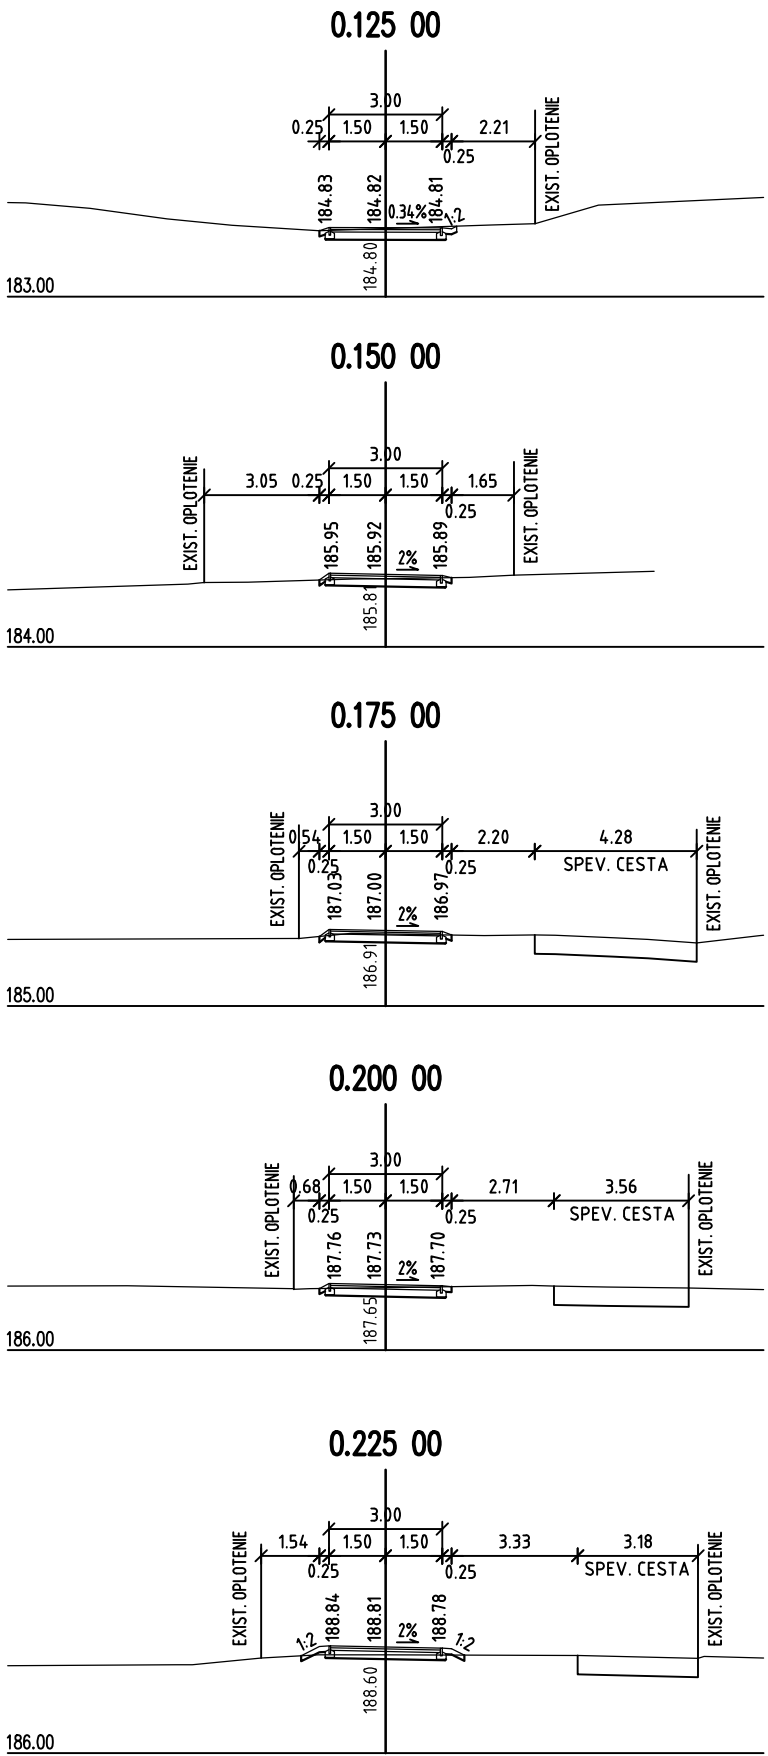 0.125 00
3.00
0.25 1.50 1.50 2.21
0.25
EXIST. OPLOTENIE
184.83 184.82 184.81
0.34% 1:2
184.80
183.00
0.150 00
3.00
3.05 0.25 1.50 1.50 1.65
0.25
EXIST. OPLOTENIE EXIST. OPLOTENIE
185.95 185.92 185.89
2%
185.81
184.00
0.175 00
3.00
0.54 1.50 1.50 2.20 4.28
0.25 0.25 SPEV. CESTA
EXIST. OPLOTENIE EXIST. OPLOTENIE
187.03 187.00 186.97
2%
186.91
185.00
0.200 00
3.00
0.68 1.50 1.50 2.71 3.56
0.25 0.25 SPEV. CESTA
EXIST. OPLOTENIE EXIST. OPLOTENIE
187.76 187.73 187.70
2%
187.65
186.00
0.225 00
3.00
1.54 1.50 1.50 3.33 3.18
0.25 0.25 SPEV. CESTA
EXIST. OPLOTENIE EXIST. OPLOTENIE
188.84 188.81 188.78
1:2 2% 1:2
188.60
186.00